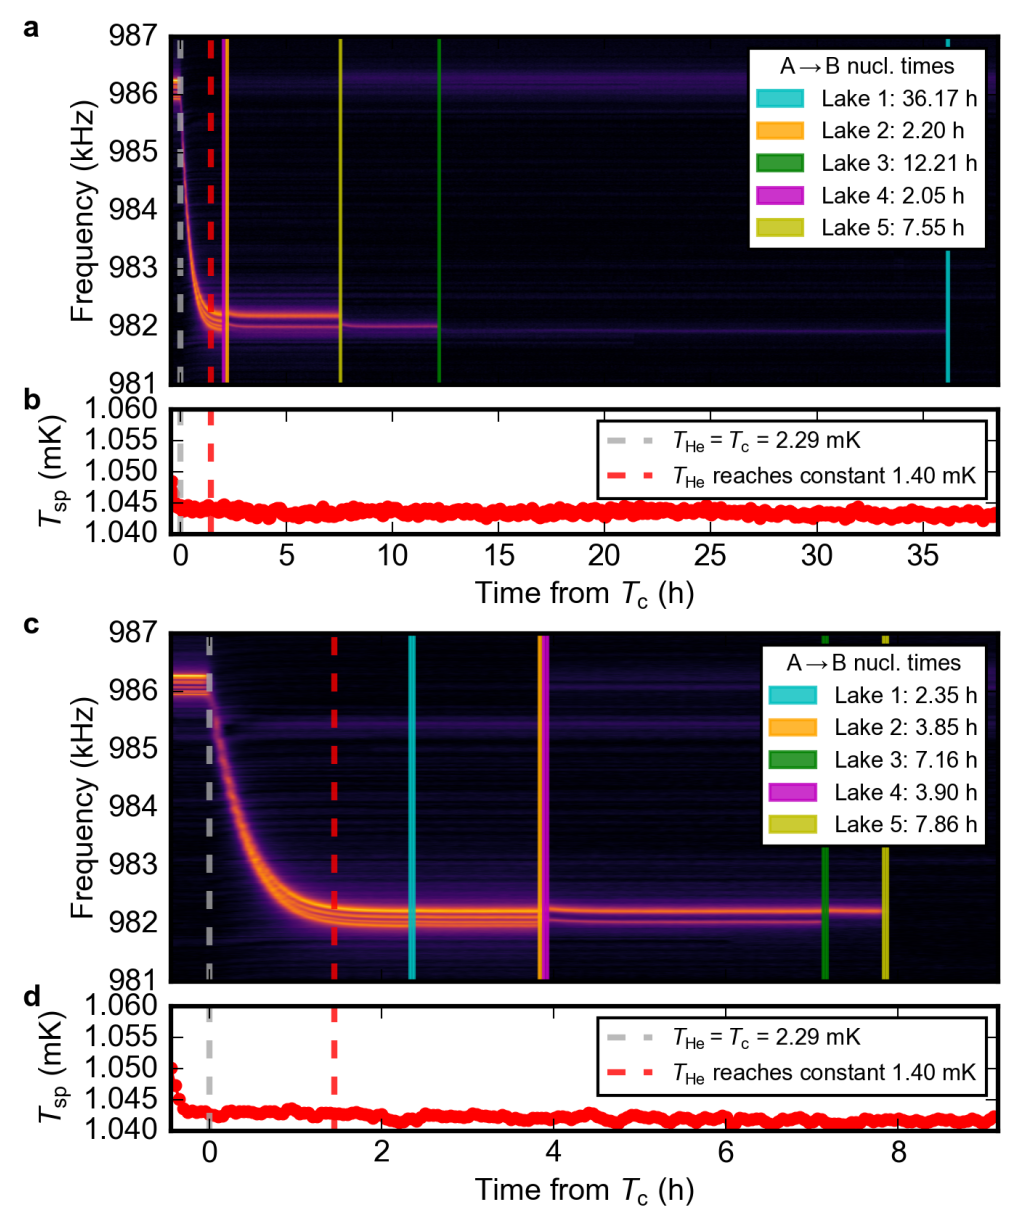 a
987
986
985
984
983
982
981
Frequency (kHz)
A→B nucl. times
Lake 1: 36.17 h
Lake 2: 2.20 h
Lake 3: 12.21 h
Lake 4: 2.05 h
Lake 5: 7.55 h
b
1.060
1.055
1.050
1.045
1.040
Tsp (mK)
THe = Tc = 2.29 mK
THe reaches constant 1.40 mK
0 5 10 15 20 25 30 35
Time from Tc (h)
c
987
986
985
984
983
982
981
Frequency (kHz)
A→B nucl. times
Lake 1: 2.35 h
Lake 2: 3.85 h
Lake 3: 7.16 h
Lake 4: 3.90 h
Lake 5: 7.86 h
d
1.060
1.055
1.050
1.045
1.040
Tsp (mK)
THe = Tc = 2.29 mK
THe reaches constant 1.40 mK
0 2 4 6 8
Time from Tc (h)